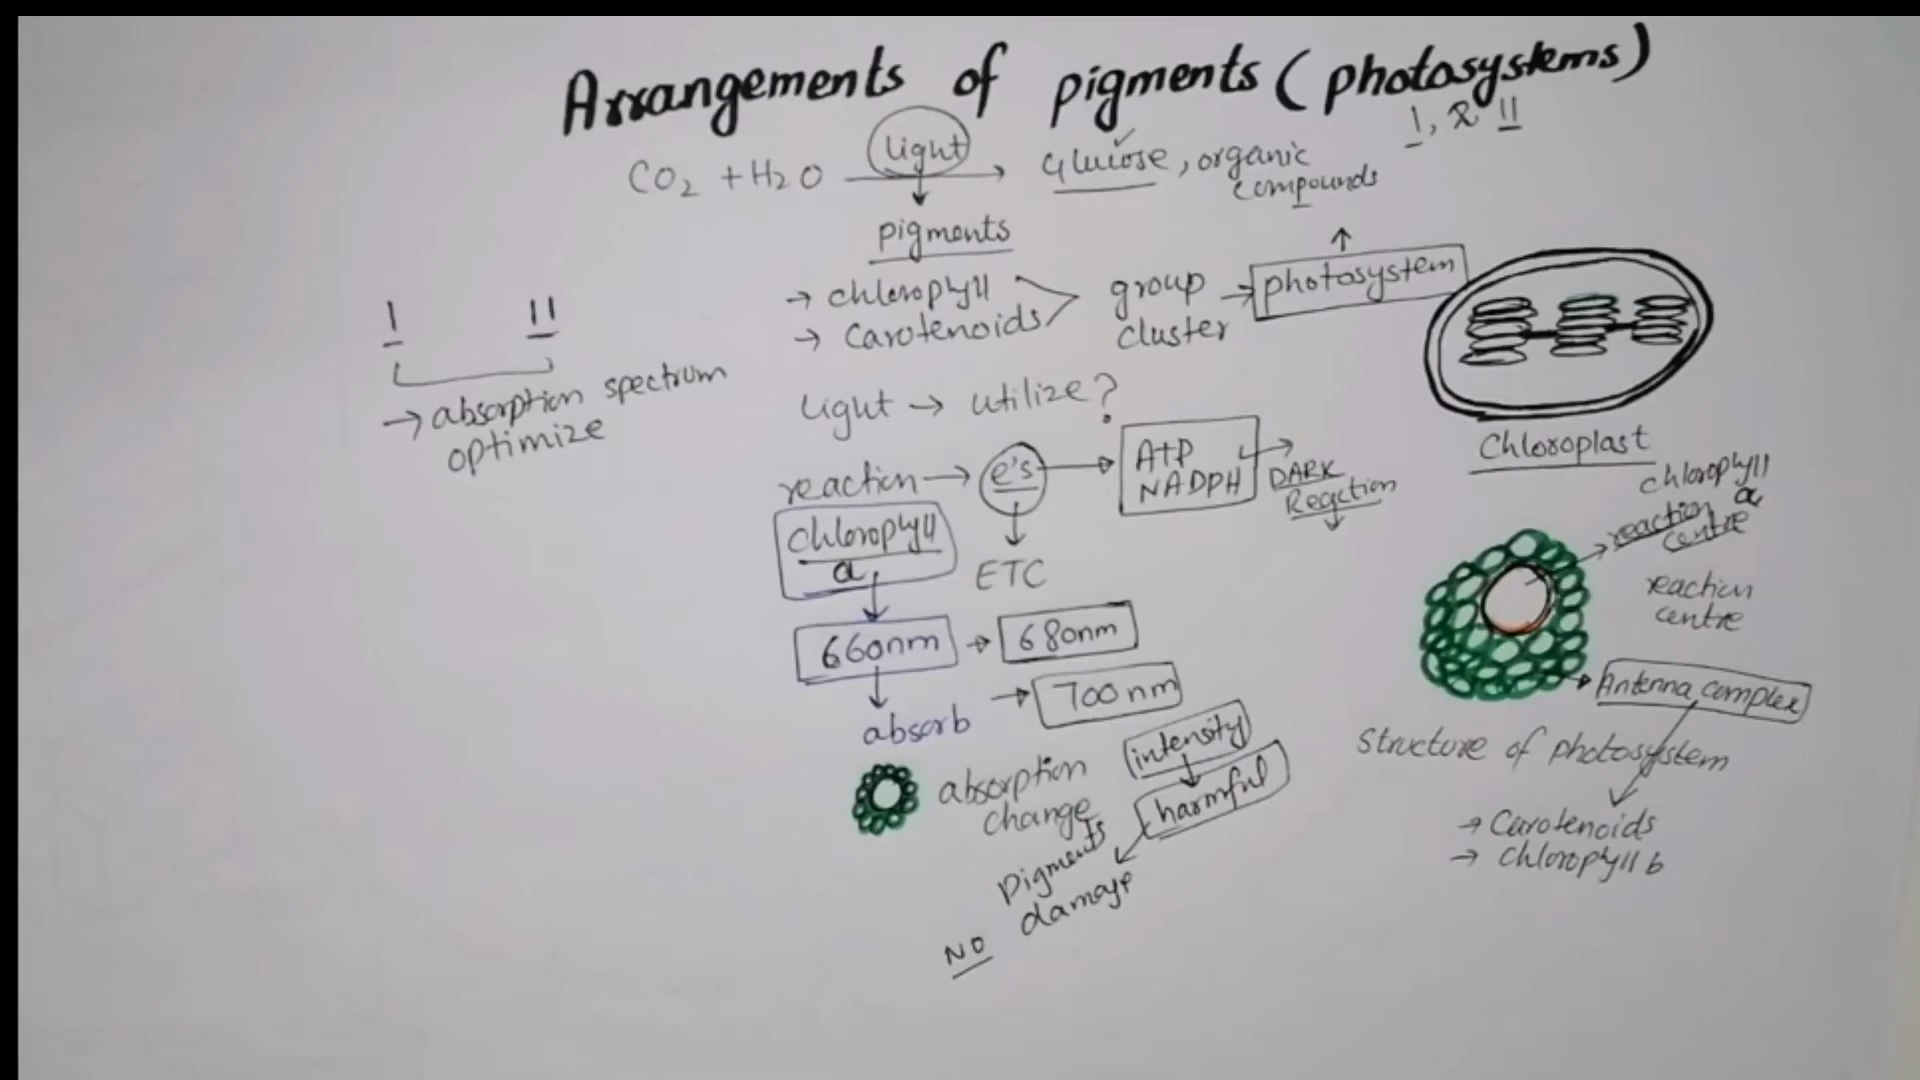 Arrangements of pigments (photosystems)
I, & II
CO2 + H2O light → Glucose, organic
compounds
pigments
→ chlorophyll
→ carotenoids
group
cluster
→ photosystem
I II
→ absorption spectrum
optimize
light → utilize?
reaction → e's → ATP
NADPH
→ DARK
Reaction
chlorophyll
a
ETC
660nm → 680nm
→ 700nm
absorb
absorption
change
intensity
harmful
Pigments
damage
NO
Chloroplast
chlorophyll
a
reaction
centre
reaction
centre
Antenna complex
Structure of photosystem
→ Carotenoids
→ chlorophyll b